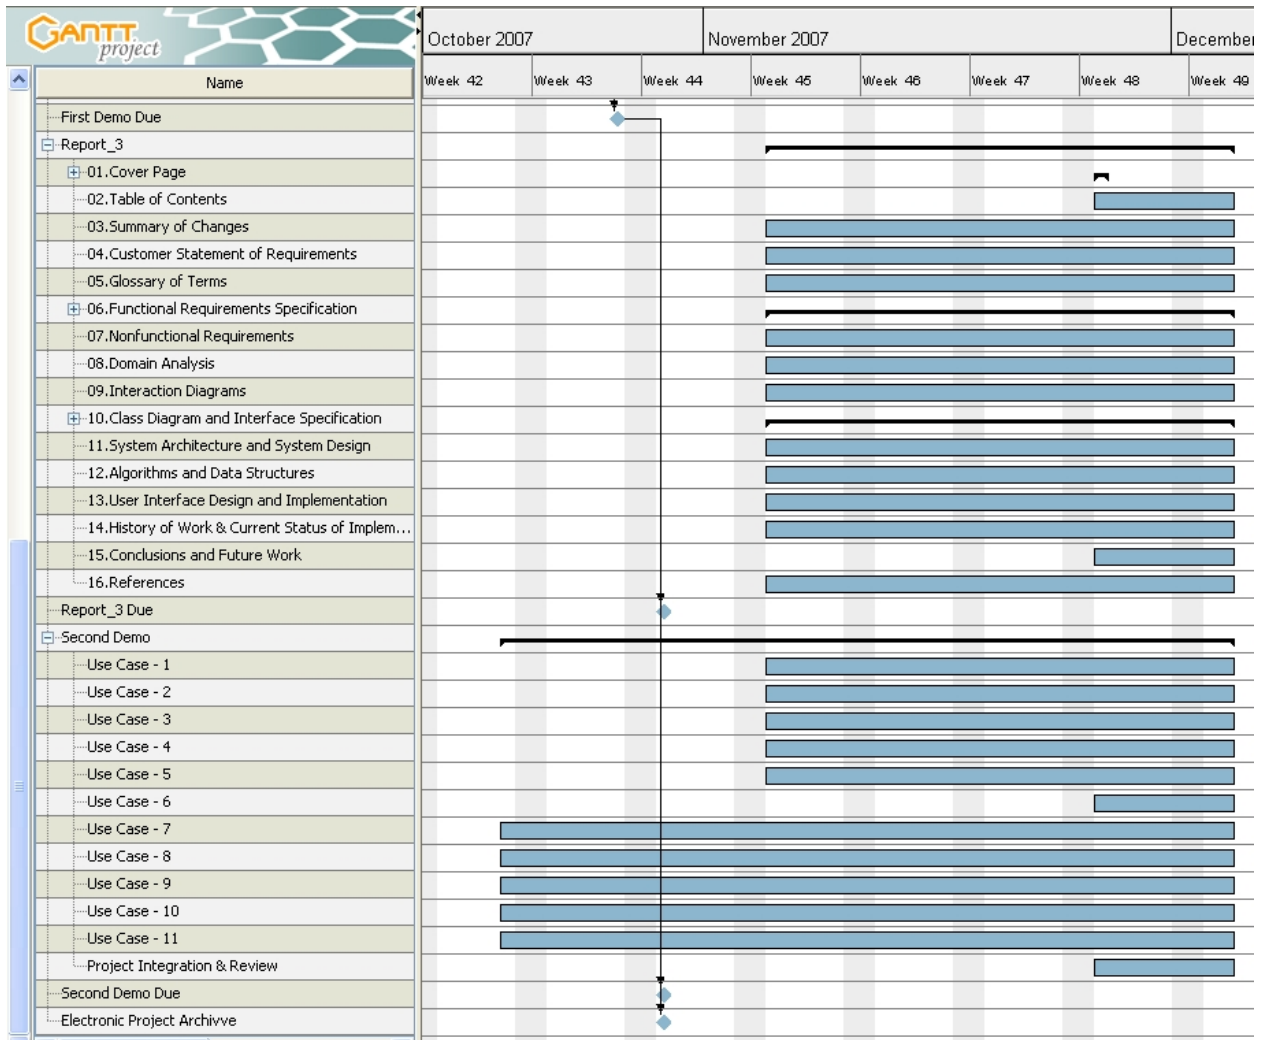 GANTT
project
October 2007
November 2007
December
Name
Week 42
Week 43
Week 44
Week 45
Week 46
Week 47
Week 48
Week 49
First Demo Due
Report_3
01.Cover Page
02.Table of Contents
03.Summary of Changes
04.Customer Statement of Requirements
05.Glossary of Terms
06.Functional Requirements Specification
07.Nonfunctional Requirements
08.Domain Analysis
09.Interaction Diagrams
10.Class Diagram and Interface Specification
11.System Architecture and System Design
12.Algorithms and Data Structures
13.User Interface Design and Implementation
14.History of Work & Current Status of Implem...
15.Conclusions and Future Work
16.References
Report_3 Due
Second Demo
Use Case - 1
Use Case - 2
Use Case - 3
Use Case - 4
Use Case - 5
Use Case - 6
Use Case - 7
Use Case - 8
Use Case - 9
Use Case - 10
Use Case - 11
Project Integration & Review
Second Demo Due
Electronic Project Archivve